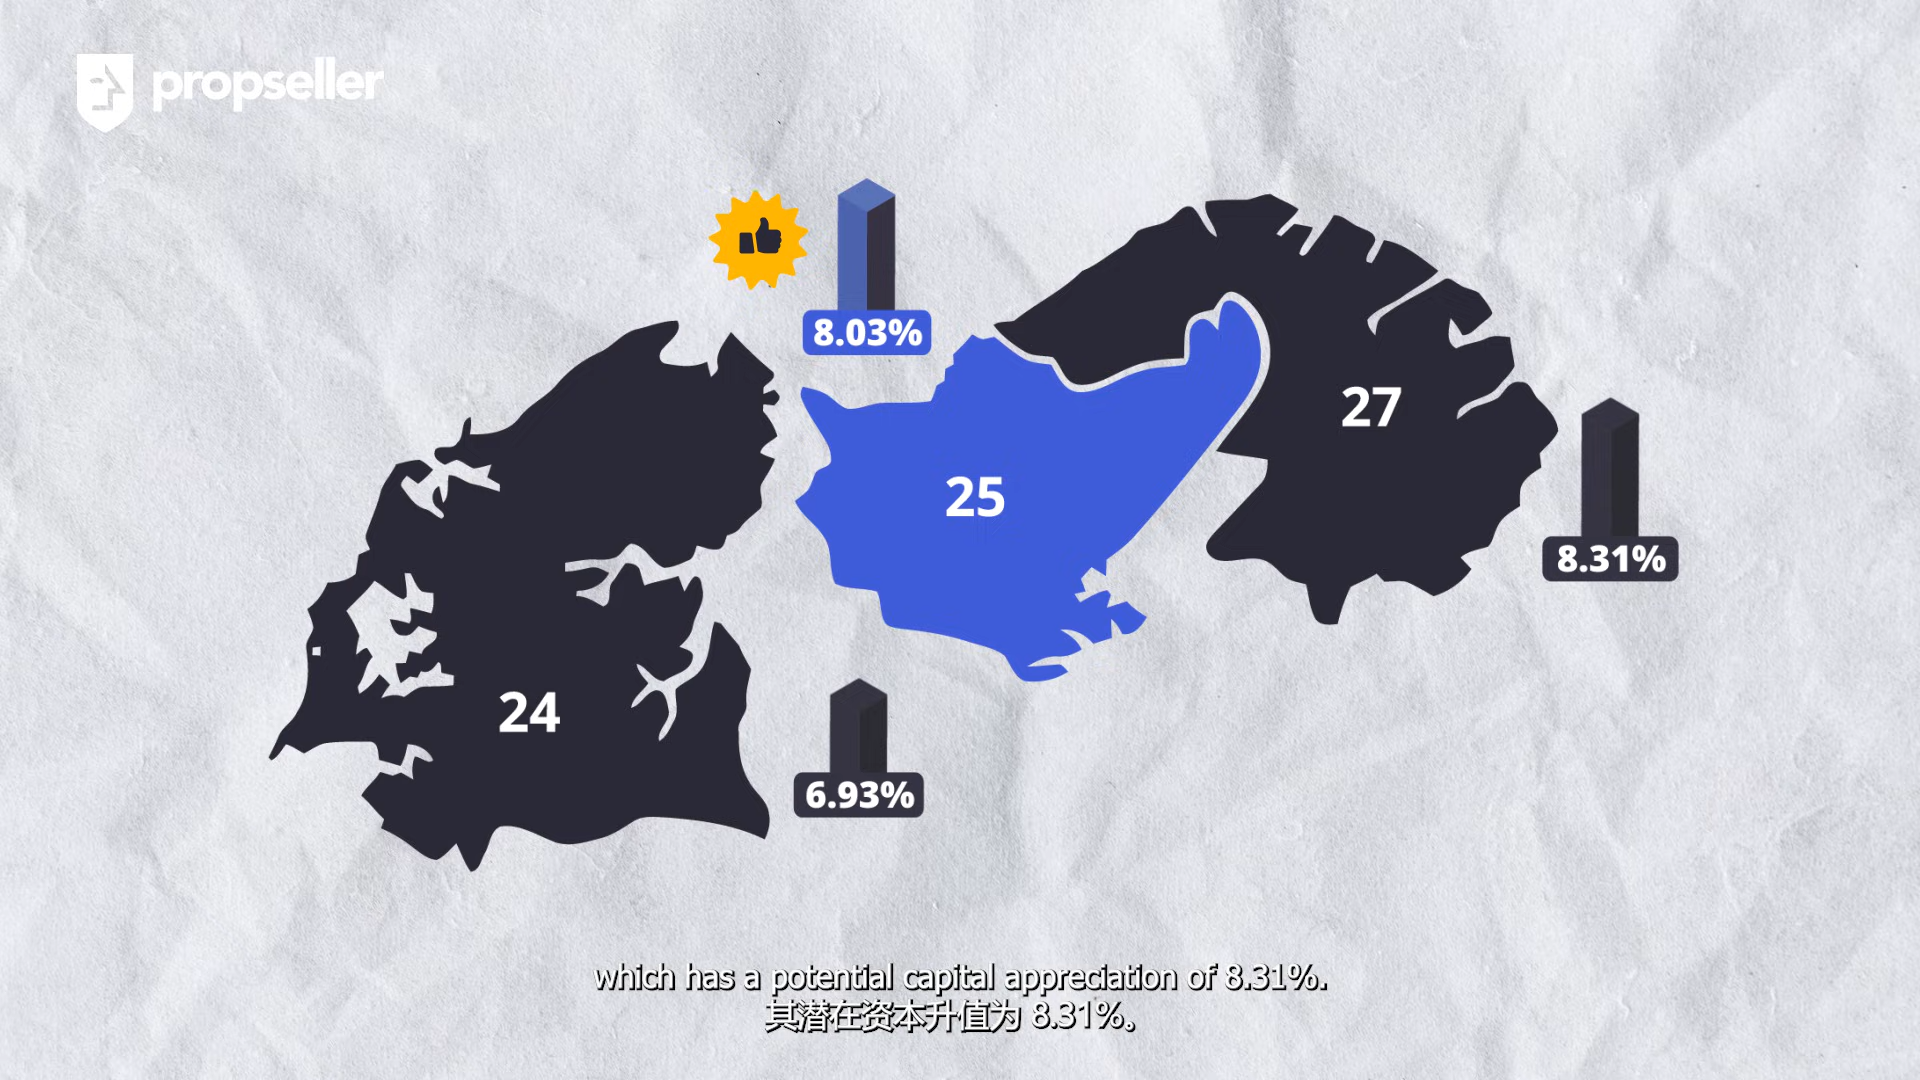 propseller
8.03%
27
25
8.31%
24
6.93%
which has a potential capital appreciation of 8.31%.
其潜在资本升值为 8.31%。